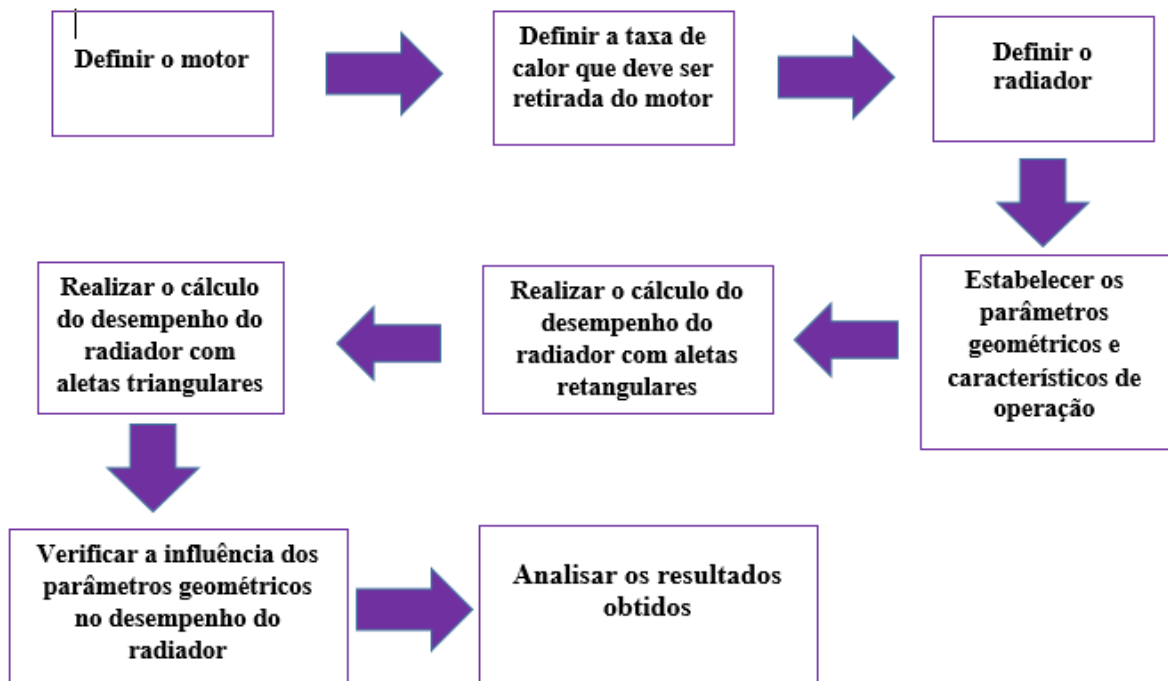 Definir o motor
Definir a taxa de
calor que deve ser
retirada do motor
Definir o
radiador
Estabelecer os
parâmetros
geométricos e
característicos de
operação
Realizar o cálculo do
desempenho do
radiador com aletas
retangulares
Realizar o cálculo
do desempenho do
radiador com
aletas triangulares
Verificar a influência dos
parâmetros geométricos
no desempenho do
radiador
Analisar os resultados
obtidos